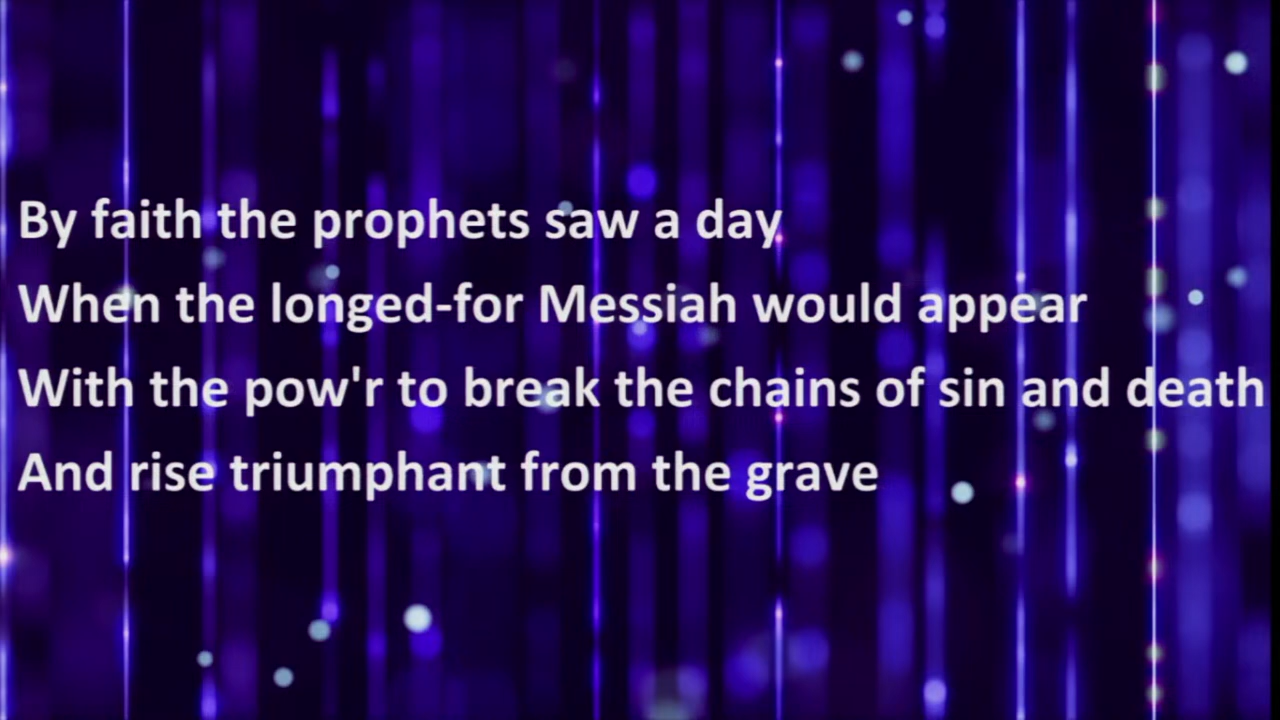 By faith the prophets saw a day
When the longed-for Messiah would appear
With the pow'r to break the chains of sin and death
And rise triumphant from the grave